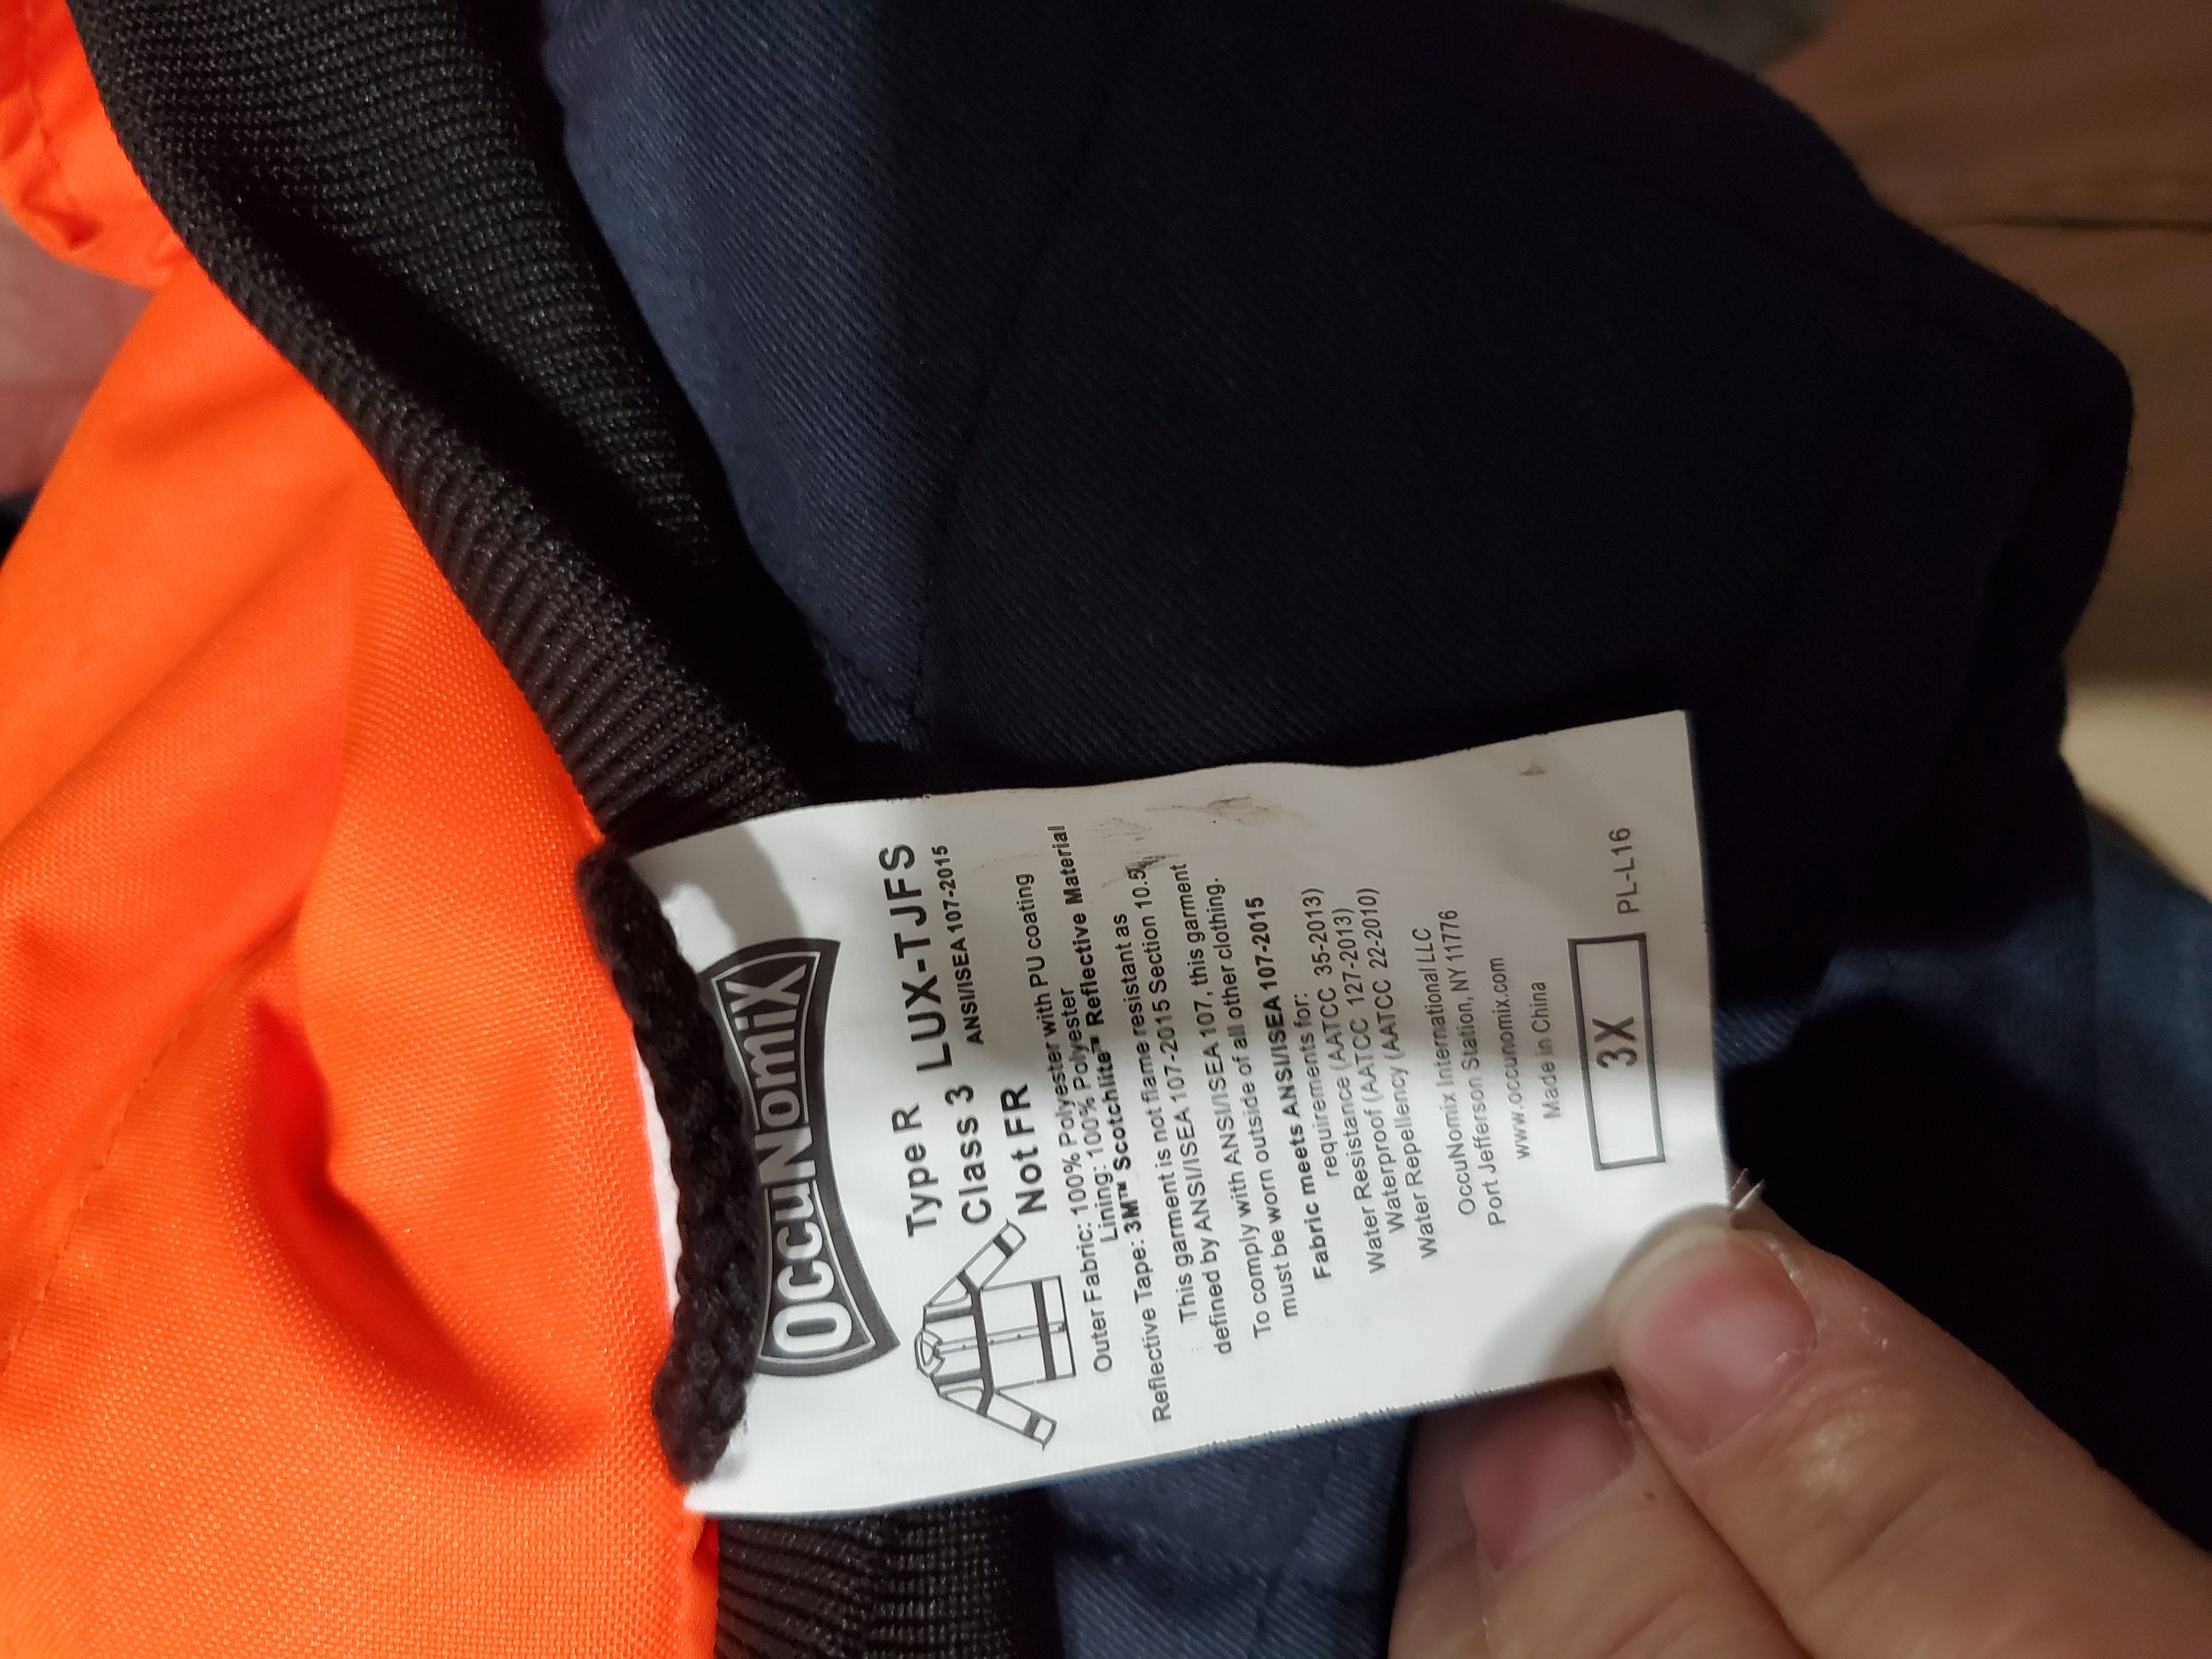 OccuNomiX
Type R LUX-TJFS
Class 3 ANSI/ISEA 107-2015
Not FR
Outer Fabric: 100% Polyester with PU coating
Lining: 100% Polyester
Reflective Tape: 3M™ Scotchlite™ Reflective Material
This garment is not flame resistant as
defined by ANSI/ISEA 107-2015 Section 10.5.
To comply with ANSI/ISEA 107, this garment
must be worn outside of all other clothing.
Fabric meets ANSI/ISEA 107-2015
requirements for:
Water Resistance (AATCC 35-2013)
Waterproof (AATCC 127-2013)
Water Repellency (AATCC 22-2010)
OccuNomix International LLC
Port Jefferson Station, NY 11776
www.occunomix.com
Made in China
3X PL-L16